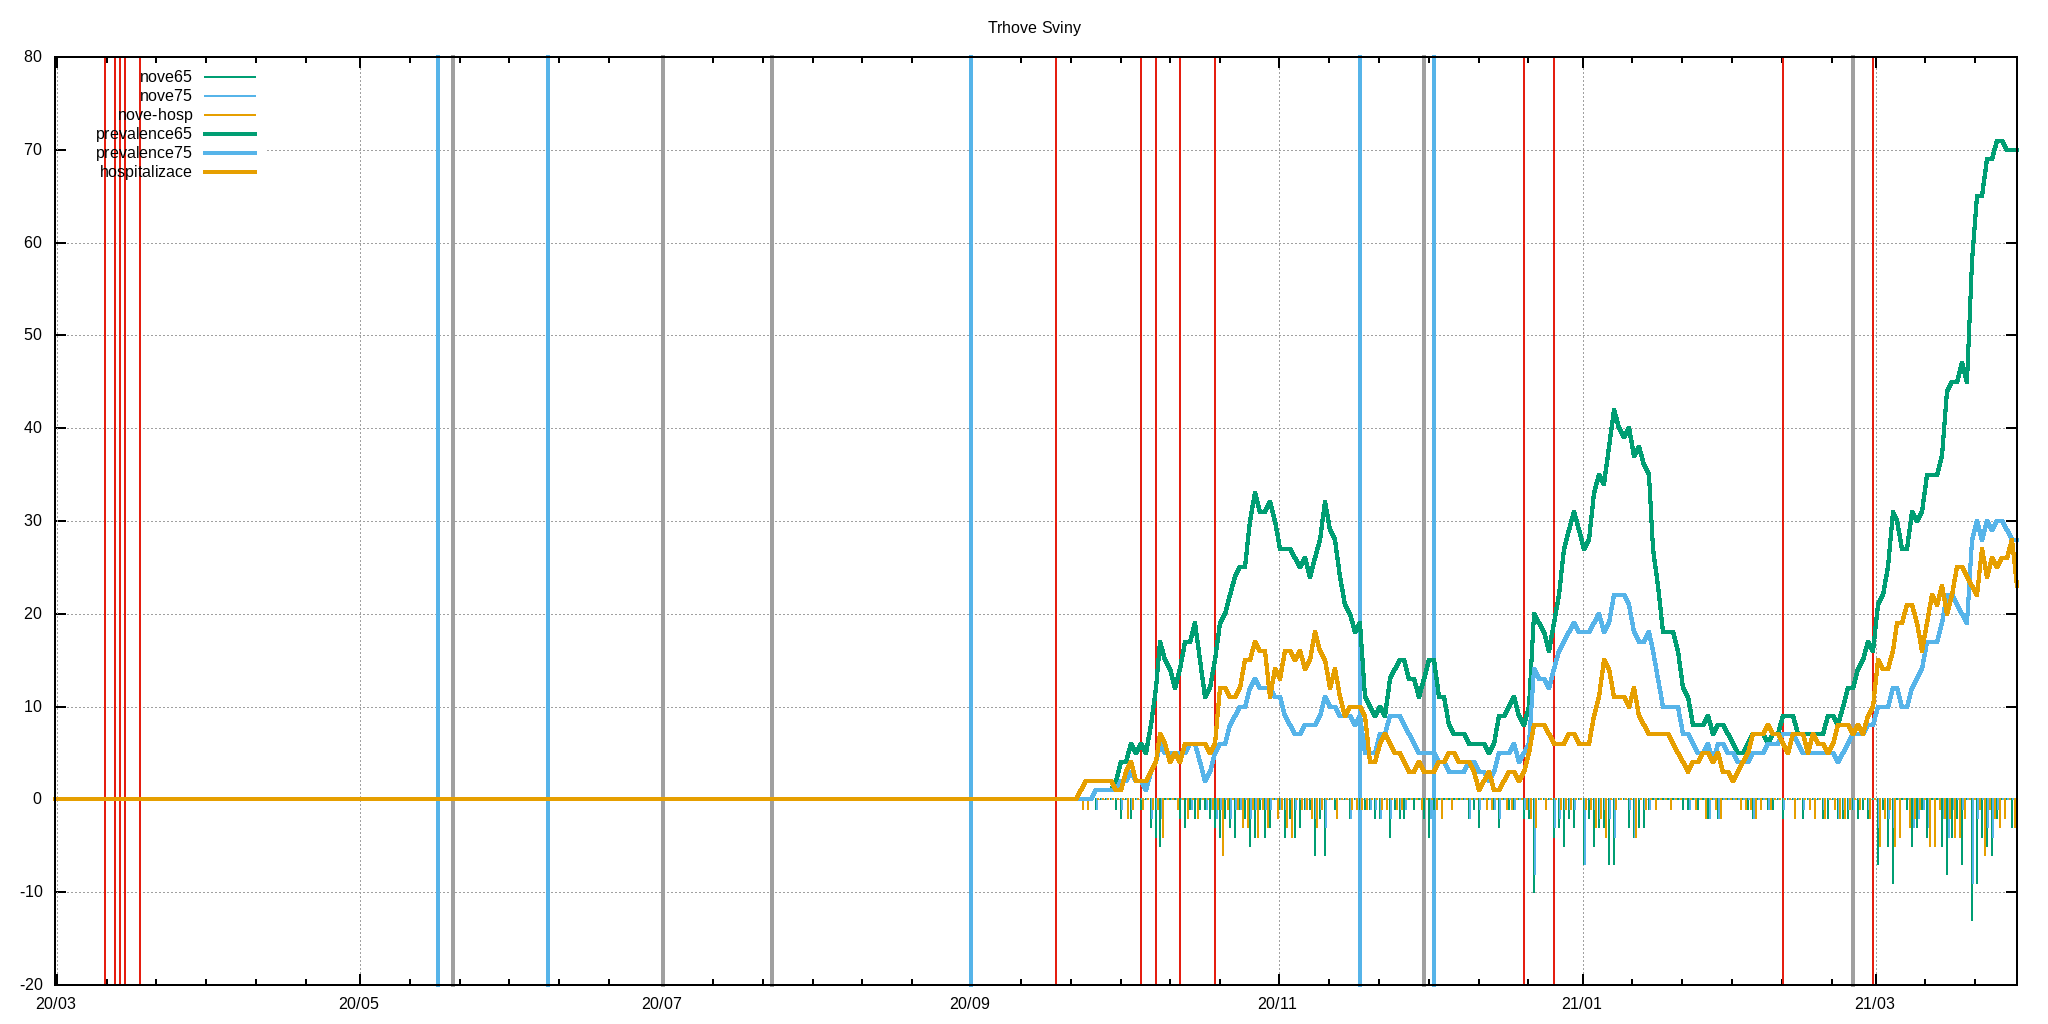 Trhove Sviny
80
70
60
50
40
30
20
10
0
-10
-20
nove65
nove75
nove-hosp
prevalence65
prevalence75
hospitalizace
20/03 20/05 20/07 20/09 20/11 21/01 21/03